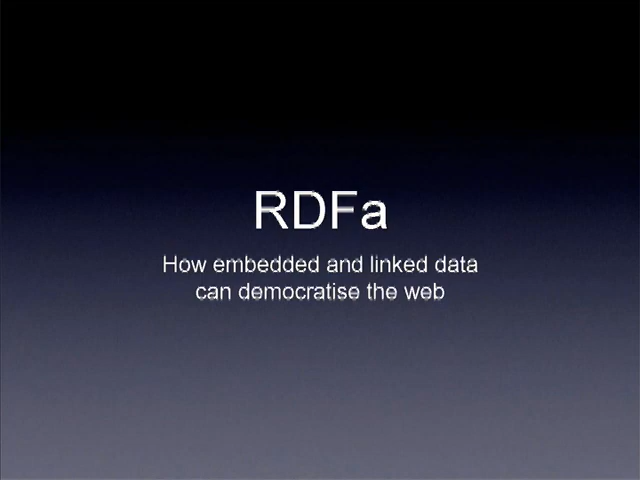 RDFa
How embedded and linked data
can democratise the web